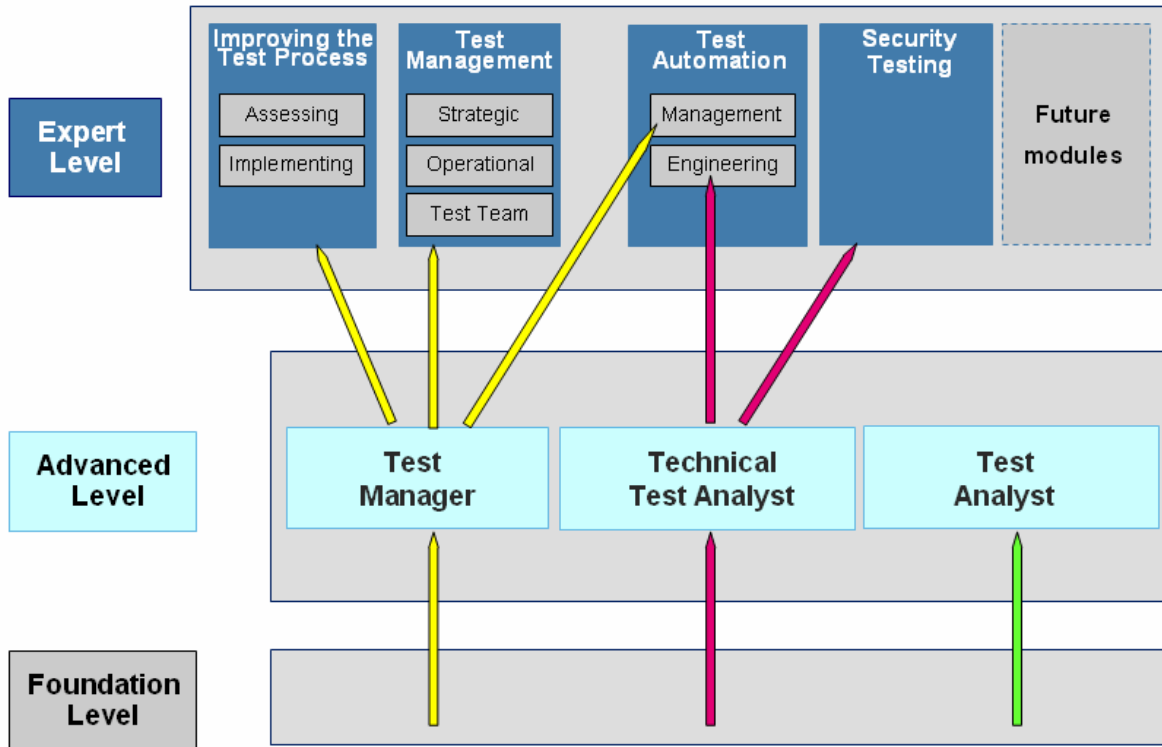 Improving the
Test Process
Assessing
Implementing
Test
Management
Strategic
Operational
Test Team
Test
Automation
Management
Engineering
Security
Testing
Future
modules
Expert
Level
Advanced
Level
Test
Manager
Technical
Test Analyst
Test
Analyst
Foundation
Level